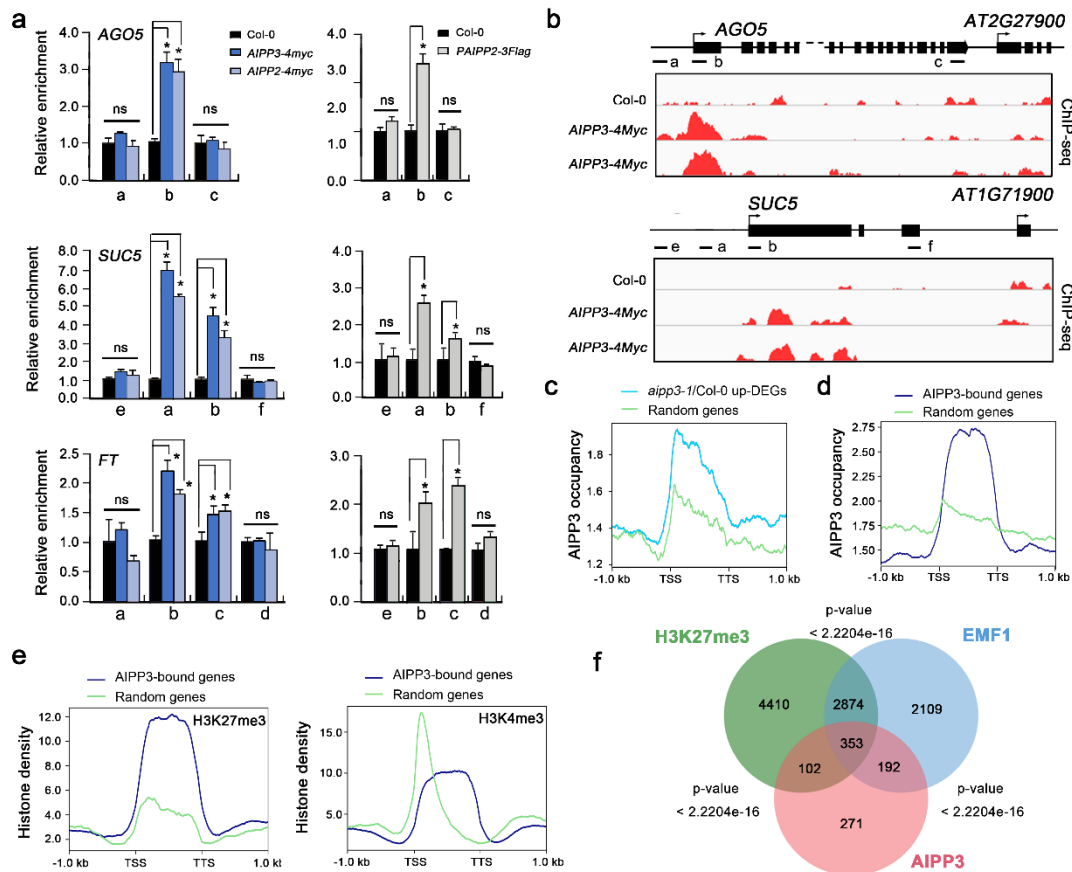 a
AGO5
Col-0
AIPP3-4myc
AIPP2-4myc
Relative enrichment
6.0
5.0
4.0
3.0
2.0
1.0
0.0
ns
*
*
ns
a
b
c
Col-0
PAIPP2-3Flag
4.0
3.0
2.0
1.0
0.0
ns
*
ns
a
b
c
SUC5
Relative enrichment
8.0
7.0
6.0
5.0
4.0
3.0
2.0
1.0
0.0
ns
*
*
*
*
ns
e
a
b
f
4.0
3.0
2.0
1.0
0.0
ns
*
*
ns
e
a
b
f
FT
Relative enrichment
2.5
2.0
1.5
1.0
0.5
0.0
ns
*
*
*
*
ns
a
b
c
d
3.0
2.0
1.0
0.0
ns
*
*
ns
e
b
c
d
b
AGO5
AT2G27900
a
b
c
Col-0
AIPP3-4Myc
AIPP3-4Myc
ChIP-seq
SUC5
AT1G71900
e
a
b
f
Col-0
AIPP3-4Myc
AIPP3-4Myc
ChIP-seq
c
aipp3-1/Col-0 up-DEGs
Random genes
AIPP3 occupancy
1.8
1.6
1.4
1.2
-1.0 kb
TSS
TTS
1.0 kb
d
AIPP3-bound genes
Random genes
AIPP3 occupancy
2.75
2.50
2.25
2.00
1.75
1.50
-1.0 kb
TSS
TTS
1.0 kb
e
AIPP3-bound genes
Random genes
H3K27me3
Histone density
12.0
10.0
8.0
6.0
4.0
2.0
-1.0 kb
TSS
TTS
1.0 kb
AIPP3-bound genes
Random genes
H3K4me3
Histone density
15.0
10.0
5.0
-1.0 kb
TSS
TTS
1.0 kb
f
p-value
< 2.2204e-16
H3K27me3
EMF1
4410
2874
2109
353
102
192
p-value
< 2.2204e-16
p-value
< 2.2204e-16
271
AIPP3